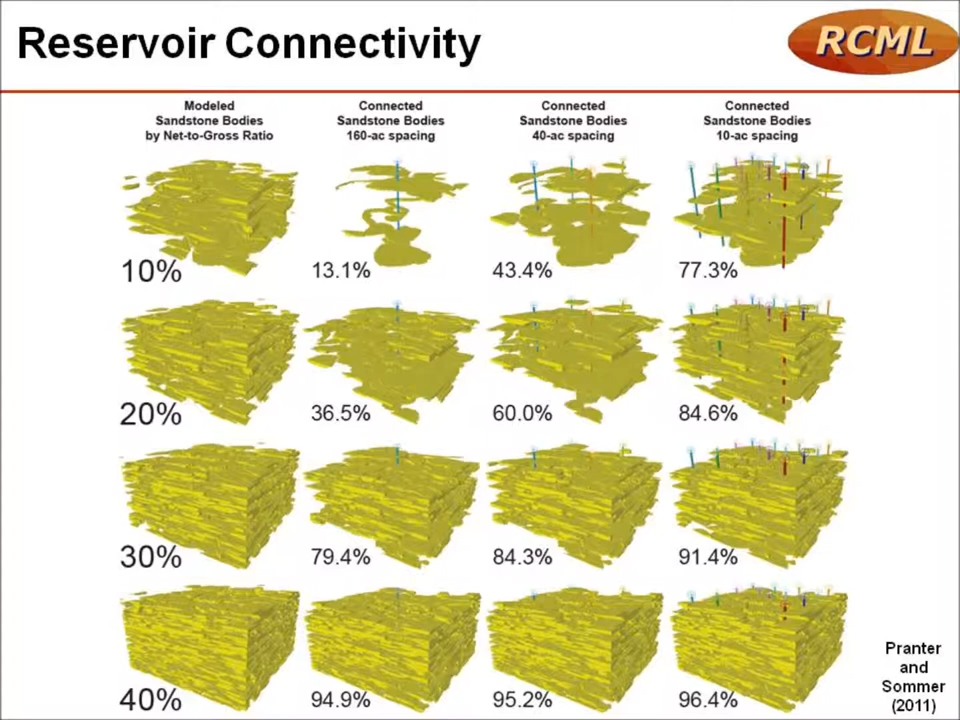 Reservoir Connectivity
RCML
Modeled
Sandstone Bodies
by Net-to-Gross Ratio
Connected
Sandstone Bodies
160-ac spacing
Connected
Sandstone Bodies
40-ac spacing
Connected
Sandstone Bodies
10-ac spacing
10%
13.1%
43.4%
77.3%
20%
36.5%
60.0%
84.6%
30%
79.4%
84.3%
91.4%
40%
94.9%
95.2%
96.4%
Pranter
and
Sommer
(2011)